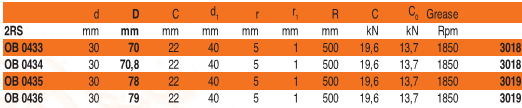 d D C d1 r r1 R C C0 Grease
2RS mm mm mm mm mm mm mm kN kN Rpm
OB 0433 30 70 22 40 5 1 500 19,6 13,7 1850 3018
OB 0434 30 70,8 22 40 5 1 500 19,6 13,7 1850 3018
OB 0435 30 78 22 40 5 1 500 19,6 13,7 1850 3019
OB 0436 30 79 22 40 5 1 500 19,6 13,7 1850 3019